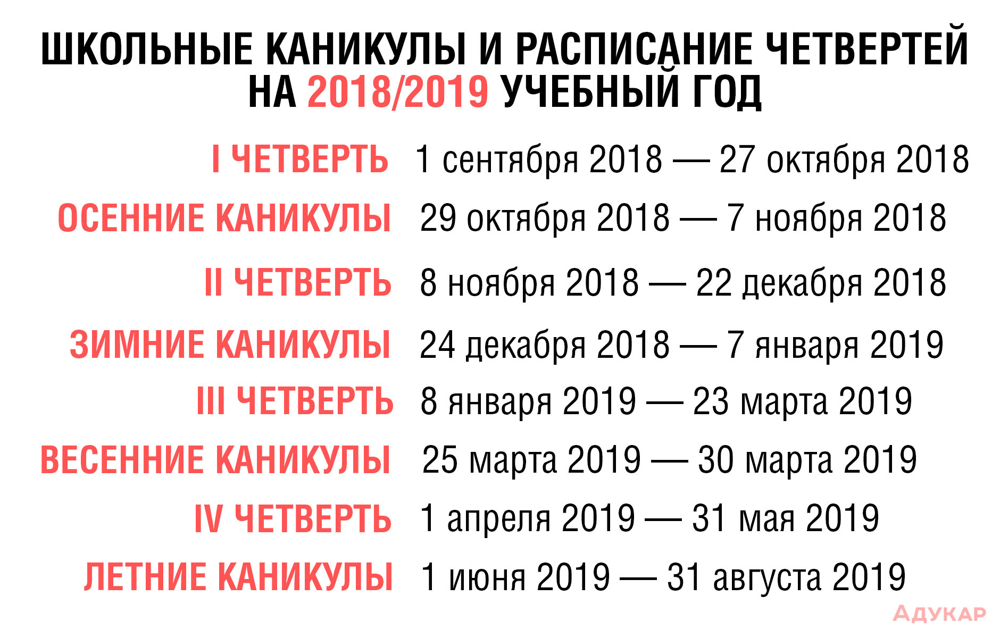 ШКОЛЬНЫЕ КАНИКУЛЫ И РАСПИСАНИЕ ЧЕТВЕРТЕЙ
НА 2018/2019 УЧЕБНЫЙ ГОД
I ЧЕТВЕРТЬ 1 сентября 2018 — 27 октября 2018
ОСЕННИЕ КАНИКУЛЫ 29 октября 2018 — 7 ноября 2018
II ЧЕТВЕРТЬ 8 ноября 2018 — 22 декабря 2018
ЗИМНИЕ КАНИКУЛЫ 24 декабря 2018 — 7 января 2019
III ЧЕТВЕРТЬ 8 января 2019 — 23 марта 2019
ВЕСЕННИЕ КАНИКУЛЫ 25 марта 2019 — 30 марта 2019
IV ЧЕТВЕРТЬ 1 апреля 2019 — 31 мая 2019
ЛЕТНИЕ КАНИКУЛЫ 1 июня 2019 — 31 августа 2019
АДУКАР